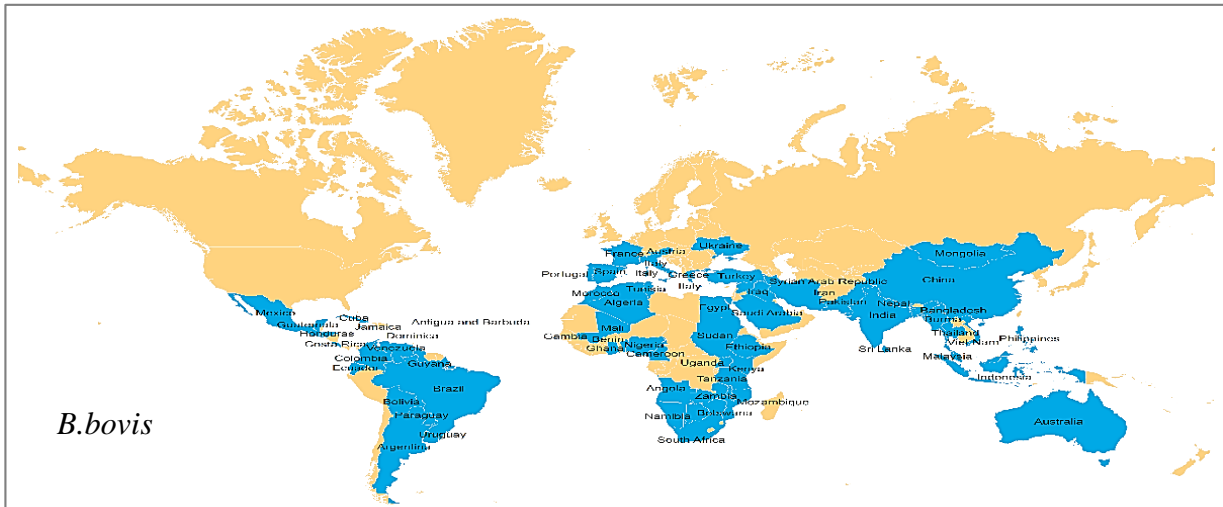 Ukraine
Austria
France
Mongolia
Italy
Portugal
Spain
Italy
Greece
Turkey
Syrian Arab Republic
China
Italy
Tunisia
Iran
Iraq
Morocco
Algeria
Pakistan
Nepal
Egypt
Bangladesh
Mexico
Saudi Arabia
India
Burma
Cuba
Antigua and Barbuda
Guatemala
Jamaica
Mali
Sudan
Thailand
Honduras
Dominica
Gambia
Benin
Viet Nam
Philippines
Costa Rica
Venezuela
Nigeria
Ethiopia
Sri Lanka
Colombia
Ghana
Cameroon
Malaysia
Guyana
Ecuador
Uganda
Kenya
Indonesia
Tanzania
Brazil
Angola
Zambia
Bolivia
Mozambique
Paraguay
Namibia
Botswana
Australia
B.bovis
Uruguay
South Africa
Argentina